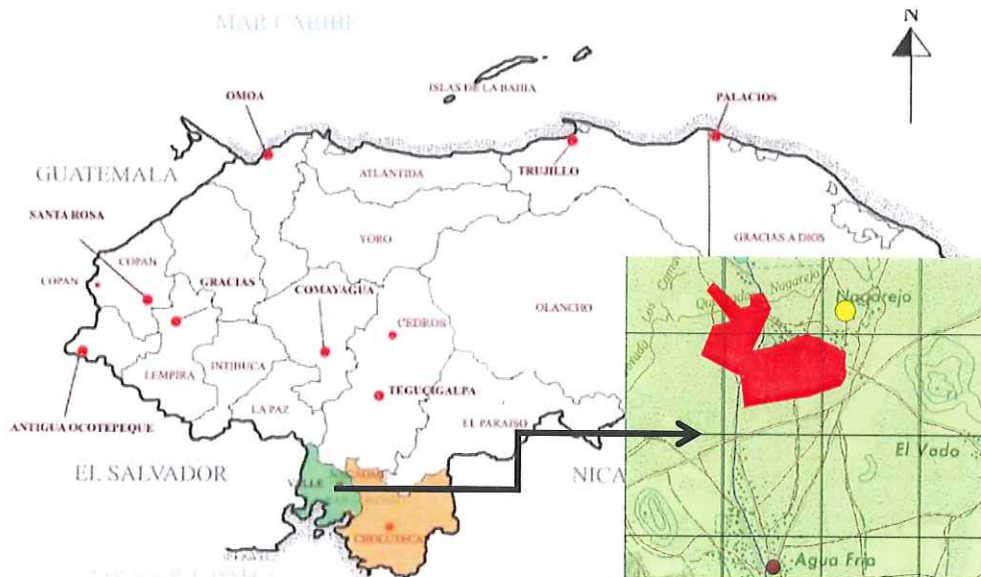 MAR CARIBE
N
ISLAS DE LA BAHIA
OMOA
PALACIOS
GUATEMALA
ATLANTIDA
TRUJILLO
SANTA ROSA
YORO
GRACIAS A DIOS
COPAN
COPAN
GRACIAS
COMAYAGUA
OLANCHO
CEDROS
Quebrada Nagarejo
Nagarejo
LEMPIRA
INTIBUCA
TEGUCIGALPA
LA PAZ
EL PARAISO
ANTIGUA OCOTEPEQUE
EL SALVADOR
NICA
El Vado
VALLE
CHOLUTECA
Agua Fria